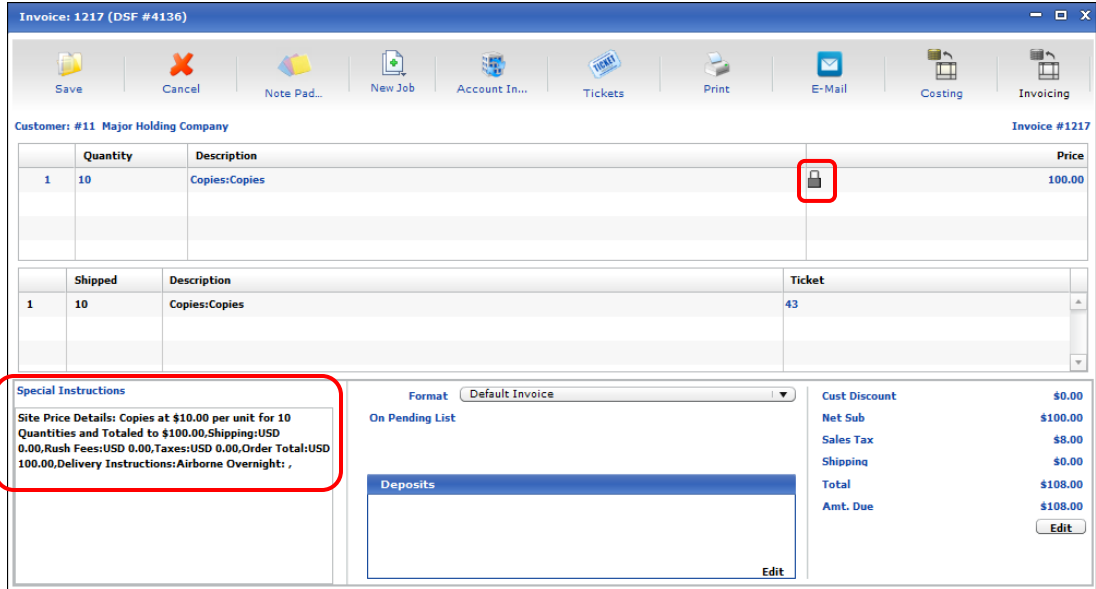 Invoice: 1217 (DSF #4136)
Save
Cancel
Note Pad...
New Job
Account In...
TICKET
Tickets
Print
E-Mail
Costing
Invoicing
Customer: #11 Major Holding Company
Invoice #1217
Quantity Description Price
1 10 Copies:Copies 100.00
Shipped Description Ticket
1 10 Copies:Copies 43
Special Instructions
Site Price Details: Copies at $10.00 per unit for 10
Quantities and Totaled to $100.00,Shipping:USD
0.00,Rush Fees:USD 0.00,Taxes:USD 0.00,Order Total:USD
100.00,Delivery Instructions:Airborne Overnight: ,
Format Default Invoice
On Pending List
Deposits
Edit
Cust Discount $0.00
Net Sub $100.00
Sales Tax $8.00
Shipping $0.00
Total $108.00
Amt. Due $108.00
Edit